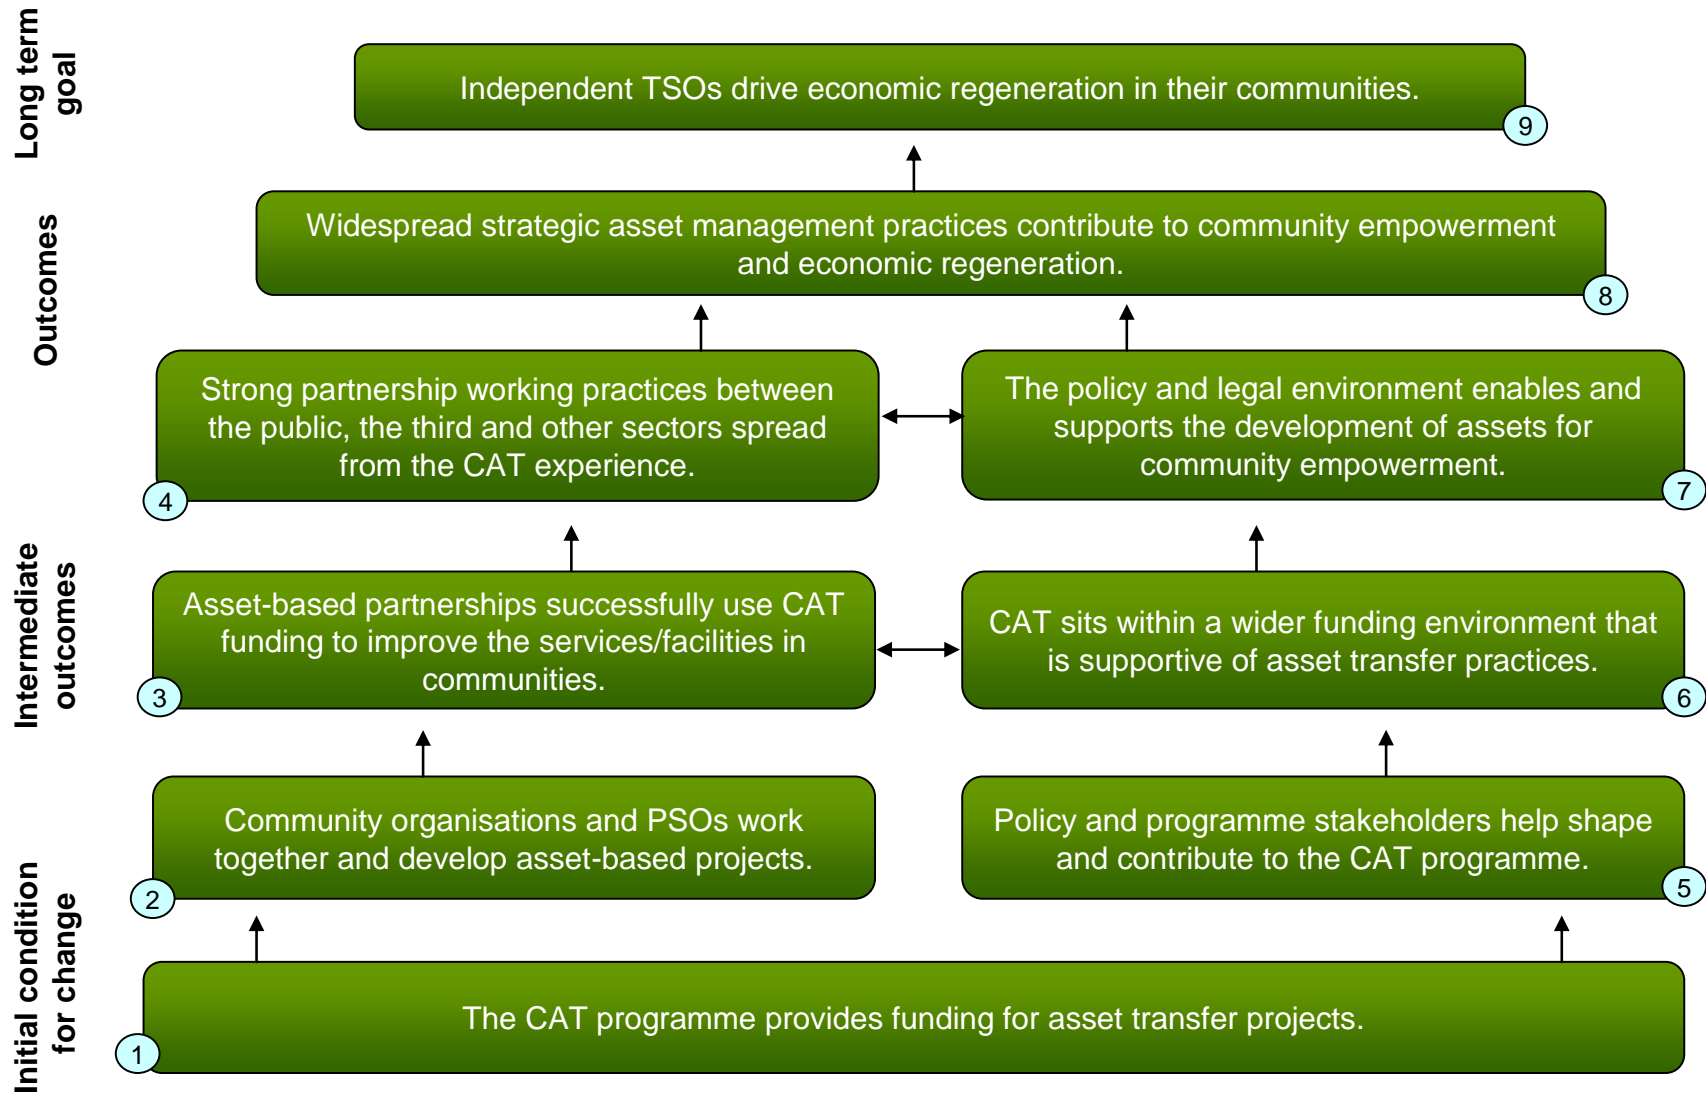 Long term
goal
Independent TSOs drive economic regeneration in their communities.
9
Outcomes
Widespread strategic asset management practices contribute to community empowerment
and economic regeneration.
8
Strong partnership working practices between
the public, the third and other sectors spread
from the CAT experience.
4
The policy and legal environment enables and
supports the development of assets for
community empowerment.
7
Intermediate
outcomes
Asset-based partnerships successfully use CAT
funding to improve the services/facilities in
communities.
3
CAT sits within a wider funding environment that
is supportive of asset transfer practices.
6
Initial condition
for change
Community organisations and PSOs work
together and develop asset-based projects.
2
Policy and programme stakeholders help shape
and contribute to the CAT programme.
5
The CAT programme provides funding for asset transfer projects.
1